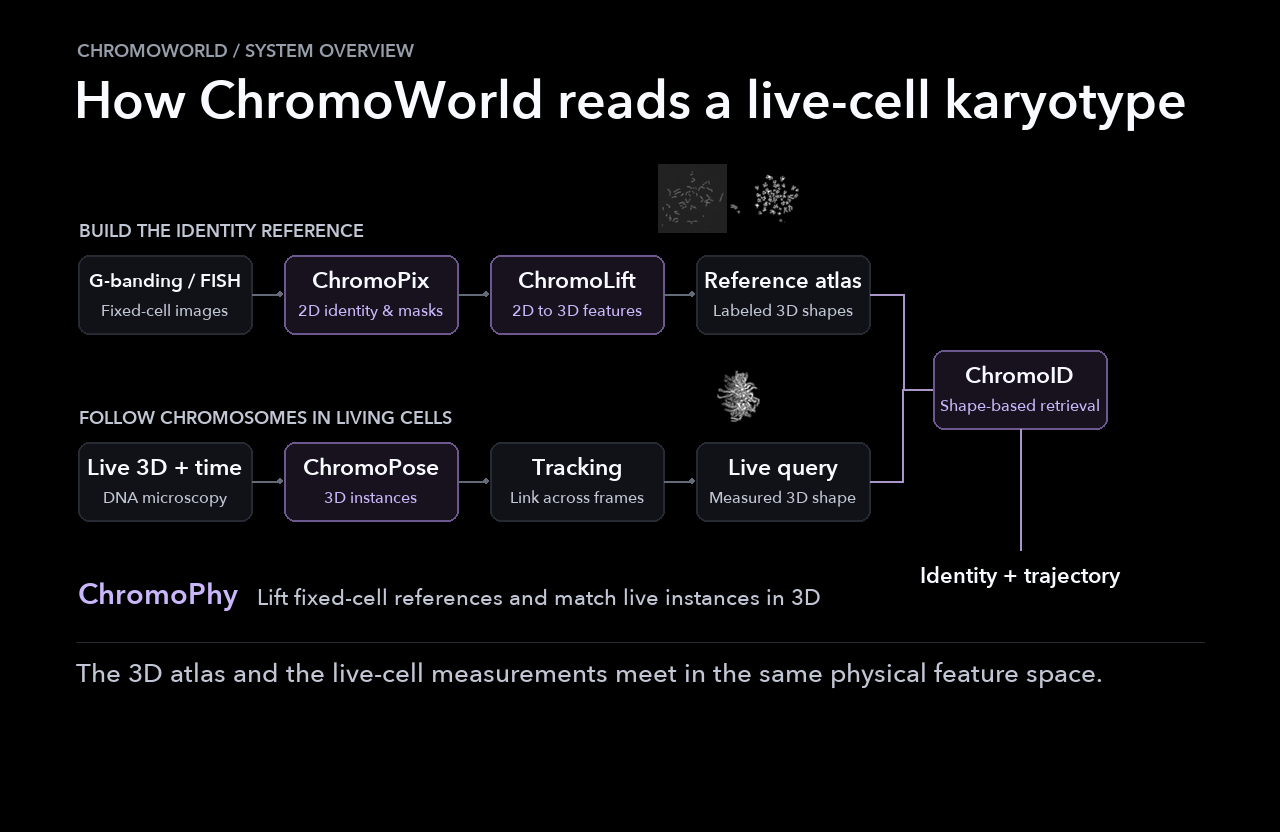 CHROMOWORLD / SYSTEM OVERVIEW
How ChromoWorld reads a live-cell karyotype
BUILD THE IDENTITY REFERENCE
G-banding / FISH
Fixed-cell images
ChromoPix
2D identity & masks
ChromoLift
2D to 3D features
Reference atlas
Labeled 3D shapes
ChromoID
Shape-based retrieval
FOLLOW CHROMOSOMES IN LIVING CELLS
Live 3D + time
DNA microscopy
ChromoPose
3D instances
Tracking
Link across frames
Live query
Measured 3D shape
Identity + trajectory
ChromoPhy Lift fixed-cell references and match live instances in 3D
The 3D atlas and the live-cell measurements meet in the same physical feature space.